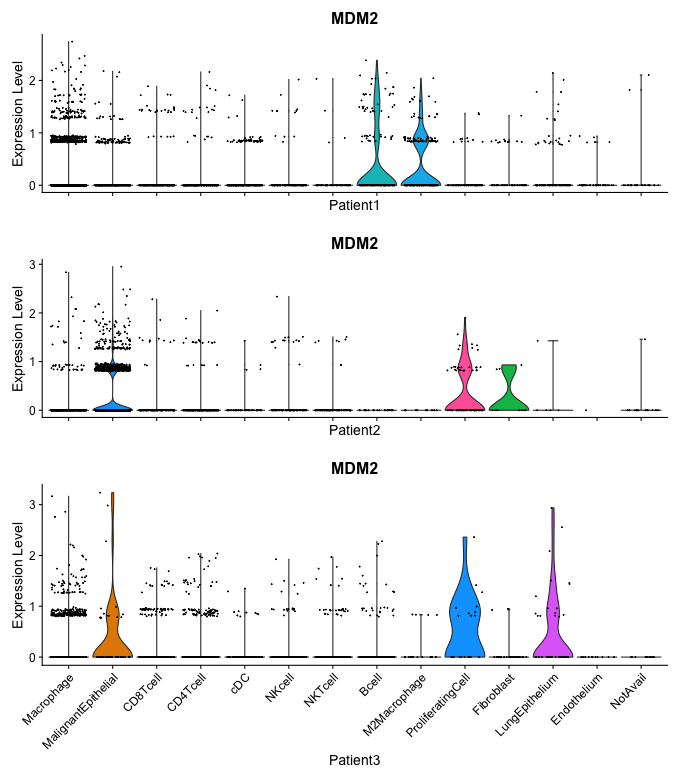 MDM2
Expression Level
2
1
0
Patient1
MDM2
Expression Level
3
2
1
0
Patient2
MDM2
Expression Level
3
2
1
0
Macrophage
MalignantEpithelial
CD8Tcell
CD4Tcell
cDC
NKcell
NKTcell
Bcell
M2Macrophage
ProliferatingCell
Fibroblast
LungEpithelium
Endothelium
NotAvail
Patient3